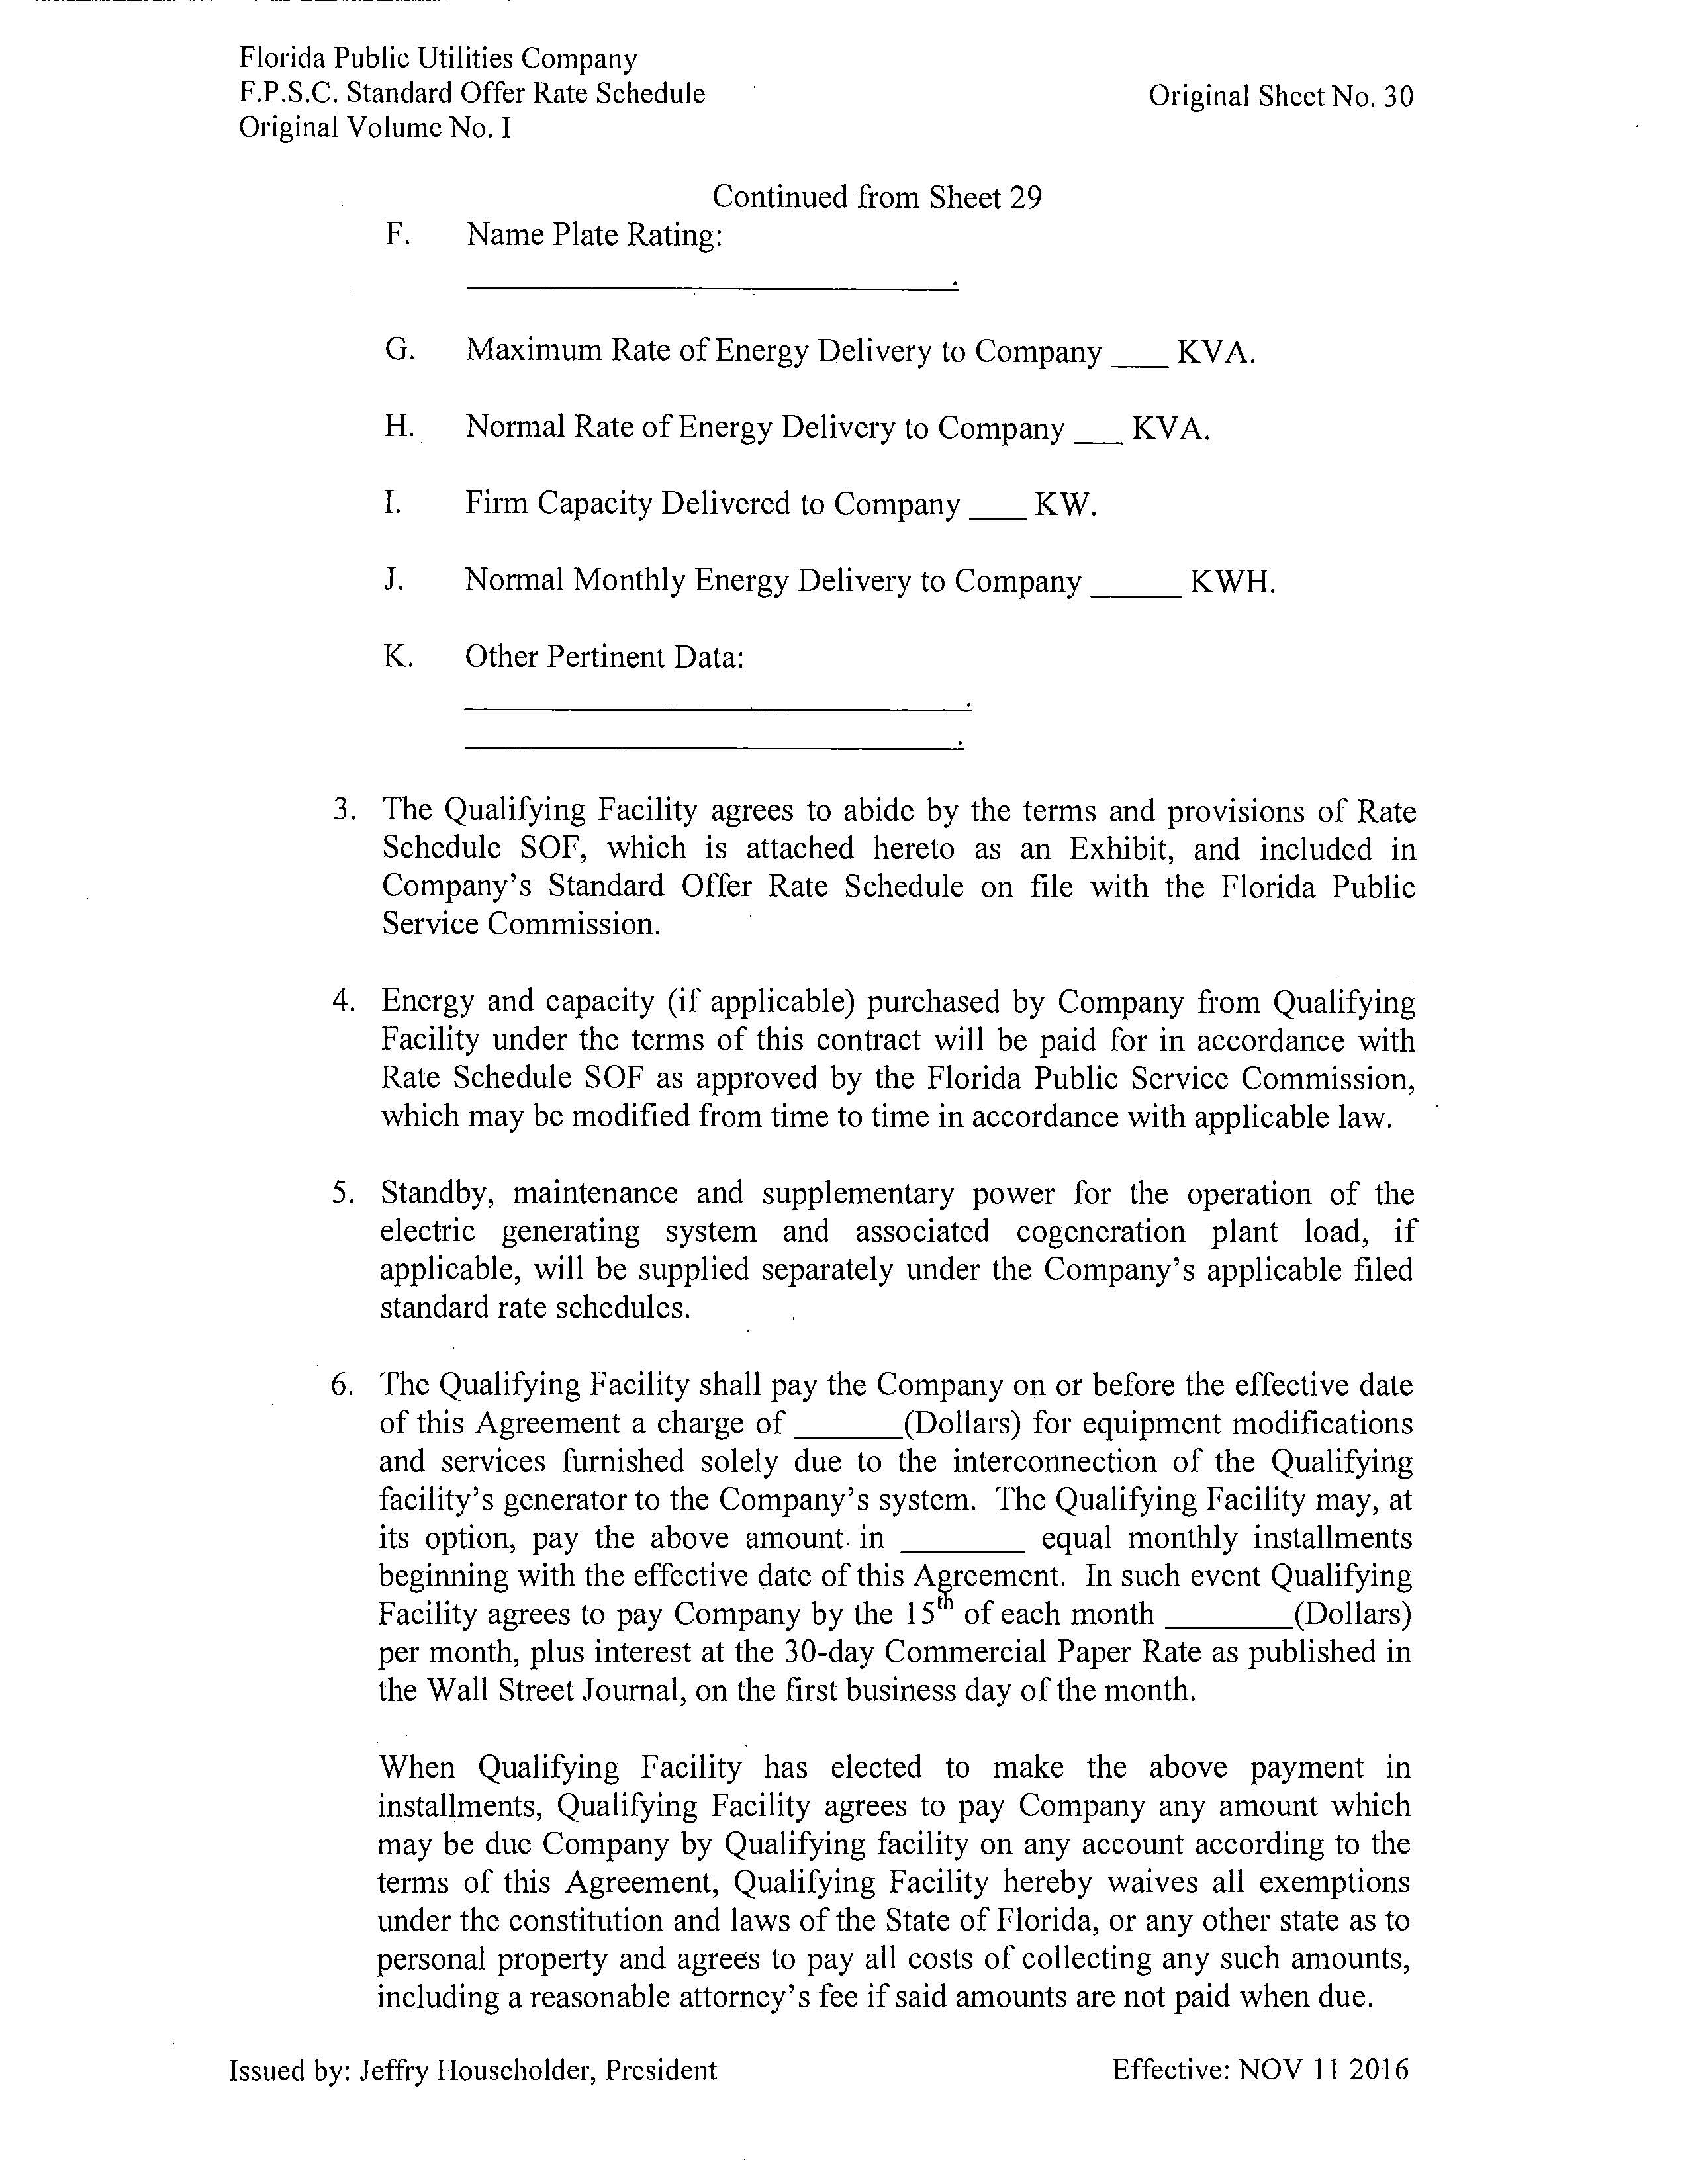 Florida Public Utilities Company
F.P.S.C. Standard Offer Rate Schedule
Original Sheet No. 30
Original Volume No. I
Continued from Sheet 29
F. Name Plate Rating:
______________________________.
G. Maximum Rate of Energy Delivery to Company ____ KVA.
H. Normal Rate of Energy Delivery to Company ___ KVA.
I. Firm Capacity Delivered to Company ____ KW.
J. Normal Monthly Energy Delivery to Company ______ KWH.
K. Other Pertinent Data:
______________________________.
______________________________.
3. The Qualifying Facility agrees to abide by the terms and provisions of Rate
Schedule SOF, which is attached hereto as an Exhibit, and included in
Company's Standard Offer Rate Schedule on file with the Florida Public
Service Commission.
4. Energy and capacity (if applicable) purchased by Company from Qualifying
Facility under the terms of this contract will be paid for in accordance with
Rate Schedule SOF as approved by the Florida Public Service Commission,
which may be modified from time to time in accordance with applicable law.
5. Standby, maintenance and supplementary power for the operation of the
electric generating system and associated cogeneration plant load, if
applicable, will be supplied separately under the Company's applicable filed
standard rate schedules.
6. The Qualifying Facility shall pay the Company on or before the effective date
of this Agreement a charge of _______(Dollars) for equipment modifications
and services furnished solely due to the interconnection of the Qualifying
facility's generator to the Company's system. The Qualifying Facility may, at
its option, pay the above amount in ________ equal monthly installments
beginning with the effective date of this Agreement. In such event Qualifying
Facility agrees to pay Company by the 15th of each month ________(Dollars)
per month, plus interest at the 30-day Commercial Paper Rate as published in
the Wall Street Journal, on the first business day of the month.
When Qualifying Facility has elected to make the above payment in
installments, Qualifying Facility agrees to pay Company any amount which
may be due Company by Qualifying facility on any account according to the
terms of this Agreement, Qualifying Facility hereby waives all exemptions
under the constitution and laws of the State of Florida, or any other state as to
personal property and agrees to pay all costs of collecting any such amounts,
including a reasonable attorney's fee if said amounts are not paid when due.
Issued by: Jeffry Householder, President
Effective: NOV 11 2016